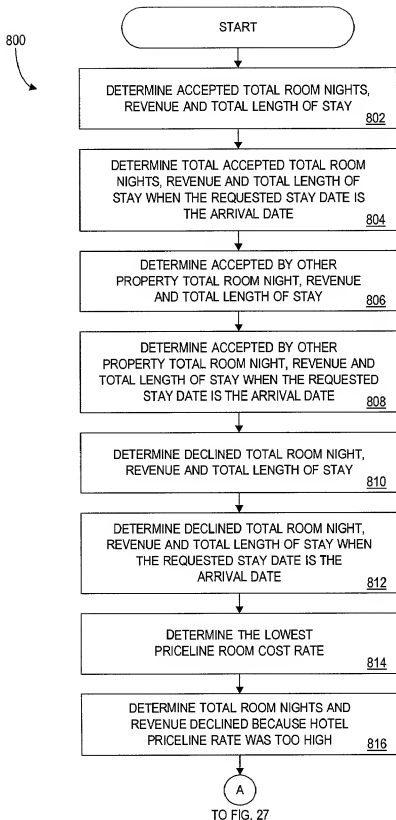 START
800
DETERMINE ACCEPTED TOTAL ROOM NIGHTS,
REVENUE AND TOTAL LENGTH OF STAY
802
DETERMINE TOTAL ACCEPTED TOTAL ROOM
NIGHTS, REVENUE AND TOTAL LENGTH OF
STAY WHEN THE REQUESTED STAY DATE IS
THE ARRIVAL DATE
804
DETERMINE ACCEPTED BY OTHER
PROPERTY TOTAL ROOM NIGHT, REVENUE
AND TOTAL LENGTH OF STAY
806
DETERMINE ACCEPTED BY OTHER
PROPERTY TOTAL ROOM NIGHT, REVENUE AND
TOTAL LENGTH OF STAY WHEN THE REQUESTED
STAY DATE IS THE ARRIVAL DATE
808
DETERMINE DECLINED TOTAL ROOM NIGHT,
REVENUE AND TOTAL LENGTH OF STAY
810
DETERMINE DECLINED TOTAL ROOM NIGHT,
REVENUE AND TOTAL LENGTH OF STAY WHEN
THE REQUESTED STAY DATE IS THE
ARRIVAL DATE
812
DETERMINE THE LOWEST
PRICELINE ROOM COST RATE
814
DETERMINE TOTAL ROOM NIGHTS AND
REVENUE DECLINED BECAUSE HOTEL
PRICELINE RATE WAS TOO HIGH
816
A
TO FIG. 27